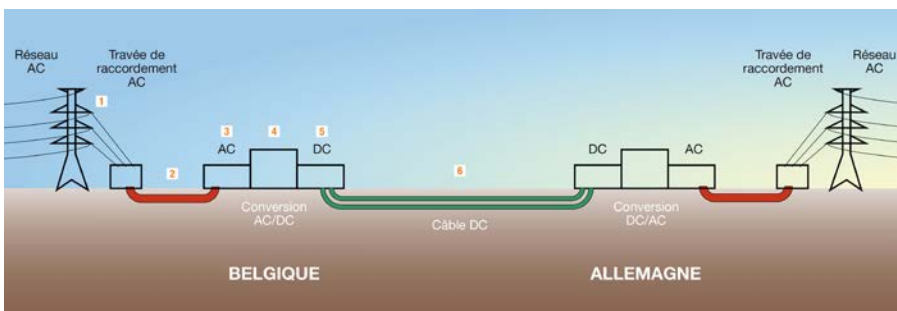 Réseau
AC
Travée de
raccordement
AC
Travée de
raccordement
AC
Réseau
AC
1
2
3
AC
4
5
DC
6
DC
AC
Conversion
AC/DC
Câble DC
Conversion
DC/AC
BELGIQUE
ALLEMAGNE